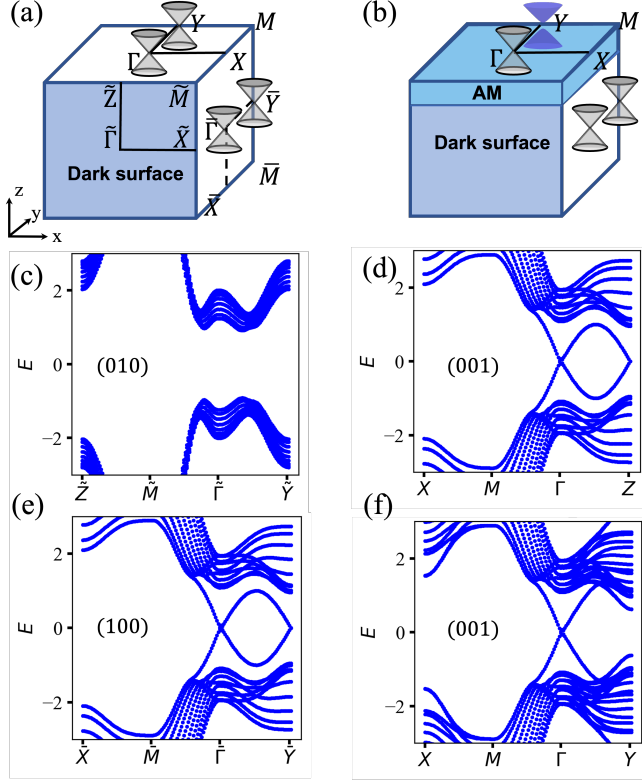 (a)
Y
M
Γ
X
Z̃
M̃
Γ̃
X̃
Γ̄
Ȳ
Dark surface
M̄
X̄
z
y
x
(b)
Y
M
Γ
X
AM
Dark surface
(c)
E
2
0
−2
(010)
Z̃
M̃
Γ̃
Ỹ
(d)
E
2
0
−2
(001)
X
M
Γ
Z
(e)
E
2
0
−2
(100)
X̄
M̄
Γ̄
Ȳ
(f)
E
2
0
−2
(001)
X
M
Γ
Y